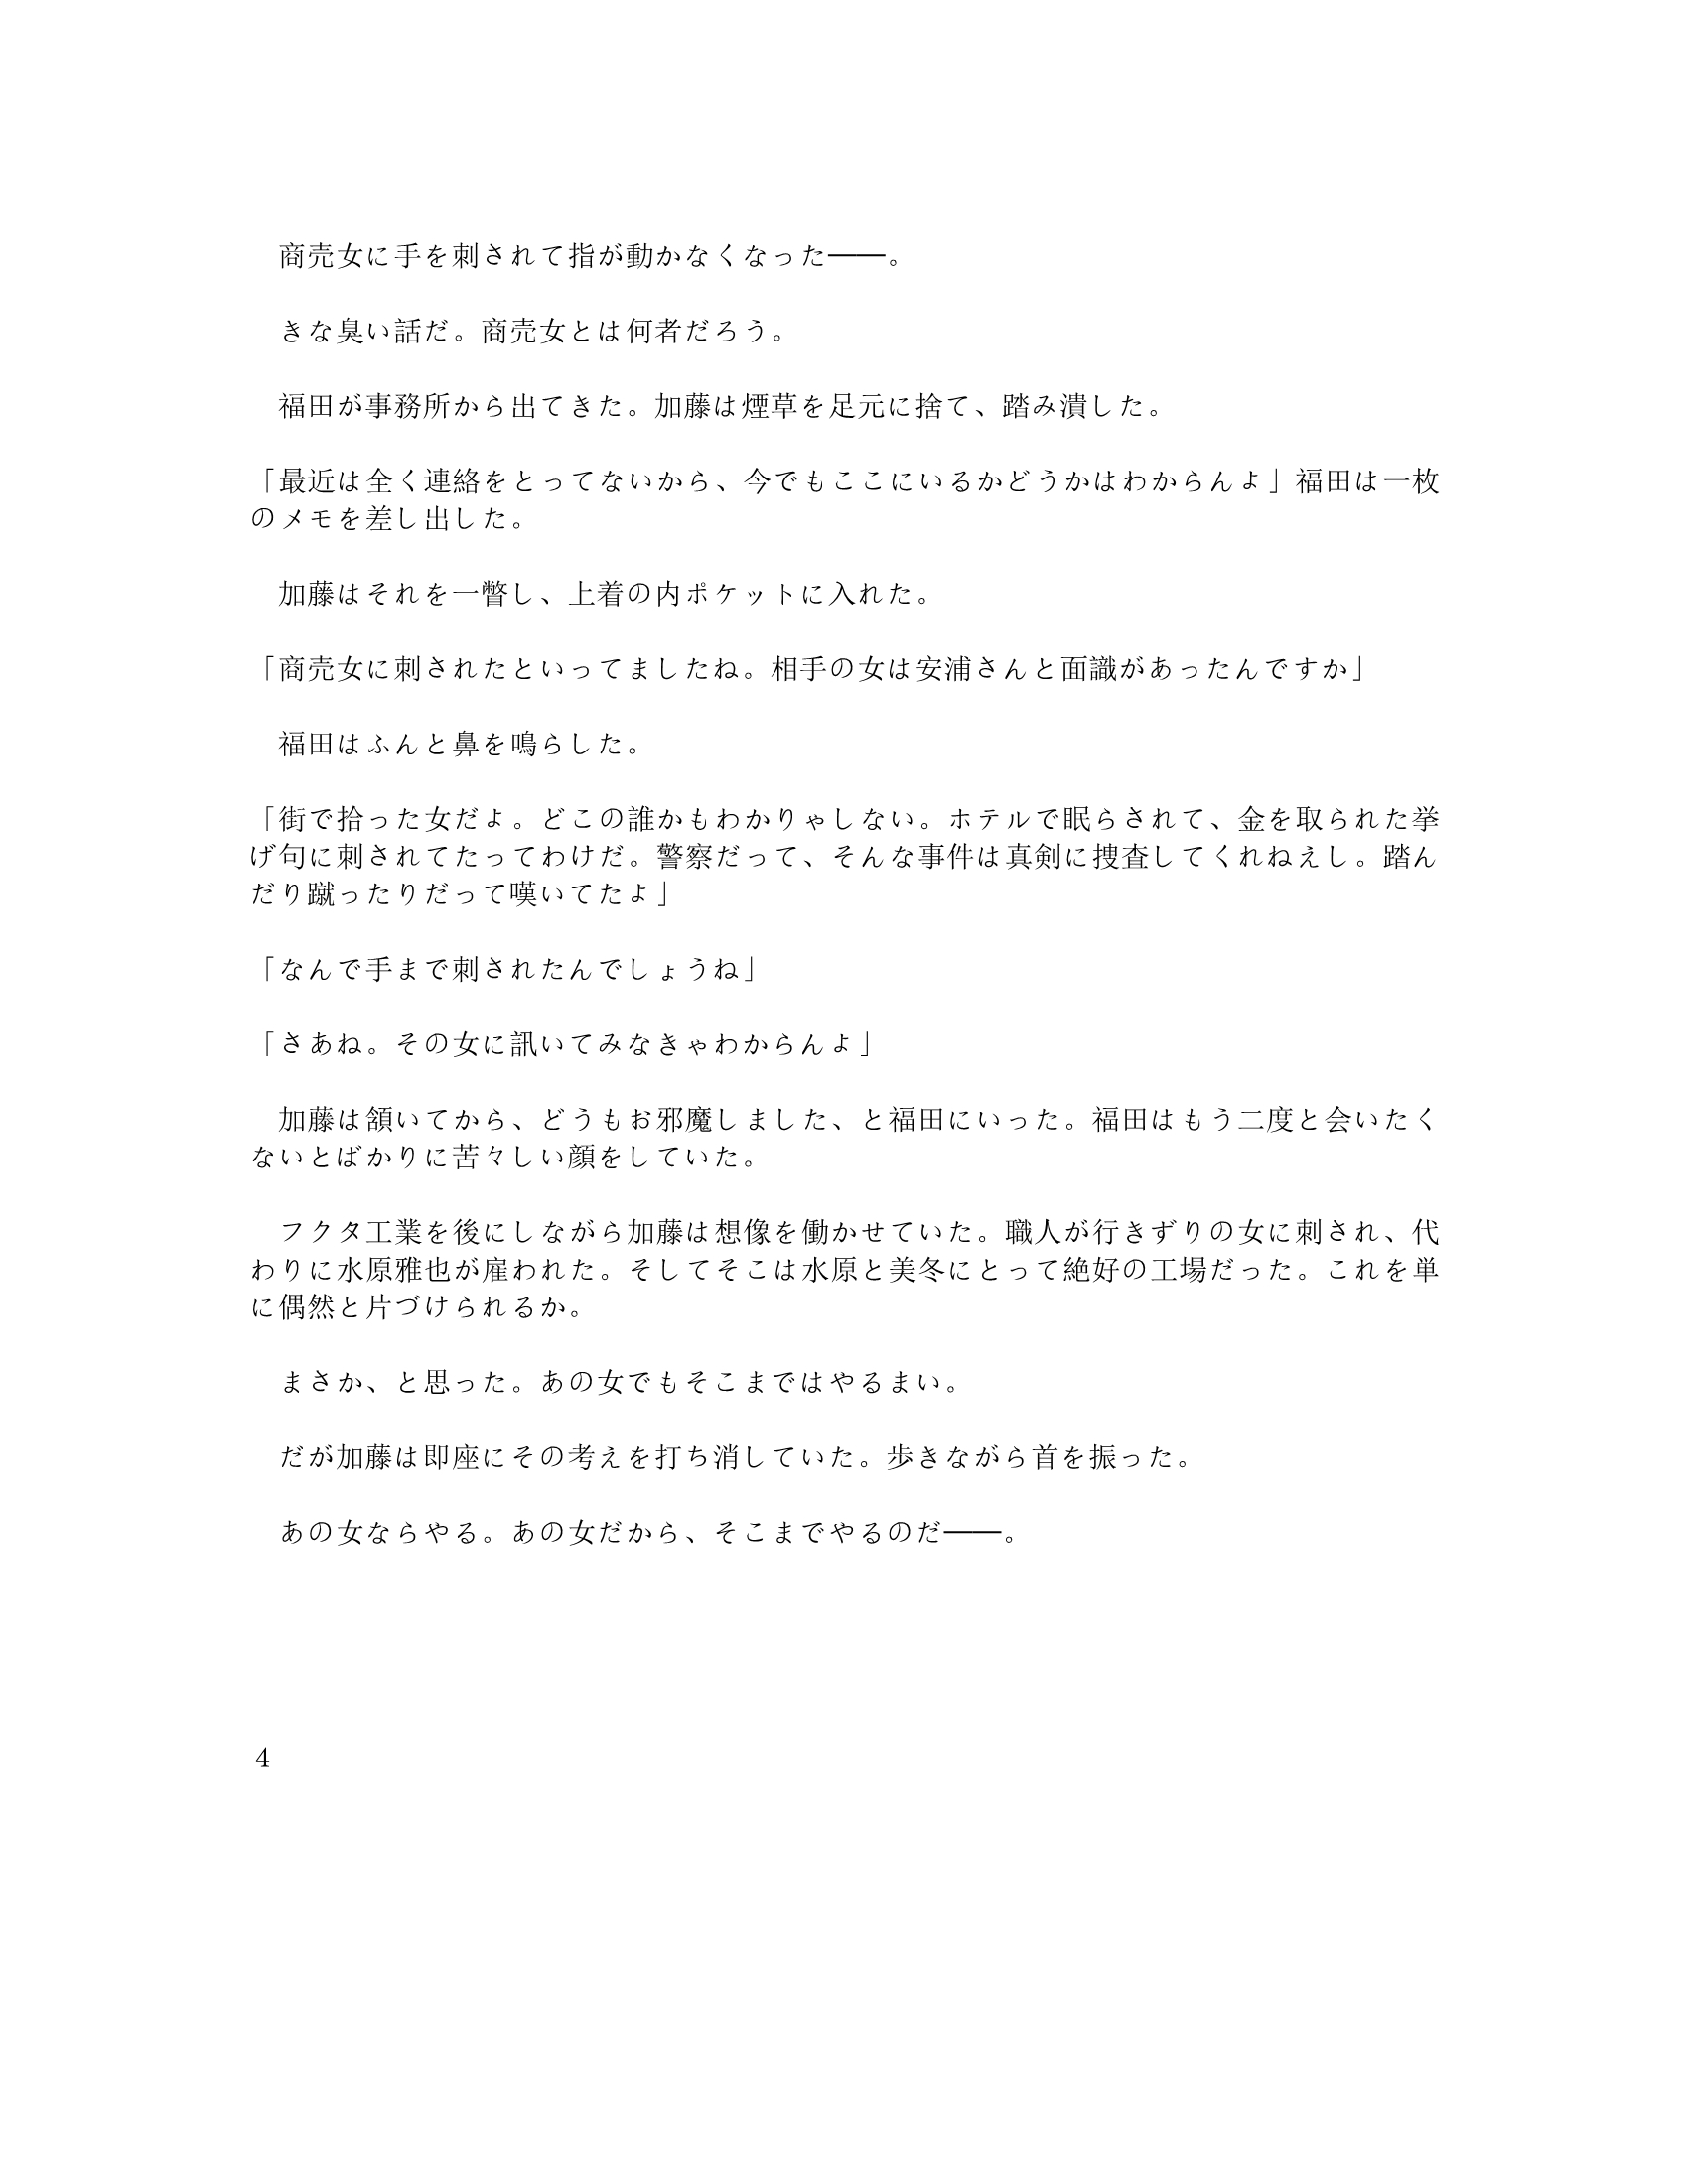 商売女に手を刺されて指が動かなくなった――。
　きな臭い話だ。商売女とは何者だろう。
　福田が事務所から出てきた。加藤は煙草を足元に捨て、踏み潰した。
「最近は全く連絡をとってないから、今でもここにいるかどうかはわからんよ」福田は一枚
のメモを差し出した。
　加藤はそれを一瞥し、上着の内ポケットに入れた。
「商売女に刺されたといってましたね。相手の女は安浦さんと面識があったんですか」
　福田はふんと鼻を鳴らした。
「街で拾った女だよ。どこの誰かもわかりゃしない。ホテルで眠らされて、金を取られた挙
げ句に刺されてたってわけだ。警察だって、そんな事件は真剣に捜査してくれねえし。踏ん
だり蹴ったりだって嘆いてたよ」
「なんで手まで刺されたんでしょうね」
「さあね。その女に訊いてみなきゃわからんよ」
　加藤は頷いてから、どうもお邪魔しました、と福田にいった。福田はもう二度と会いたく
ないとばかりに苦々しい顔をしていた。
　フクタ工業を後にしながら加藤は想像を働かせていた。職人が行きずりの女に刺され、代
わりに水原雅也が雇われた。そしてそこは水原と美冬にとって絶好の工場だった。これを単
に偶然と片づけられるか。
　まさか、と思った。あの女でもそこまではやるまい。
　だが加藤は即座にその考えを打ち消していた。歩きながら首を振った。
　あの女ならやる。あの女だから、そこまでやるのだ――。
4